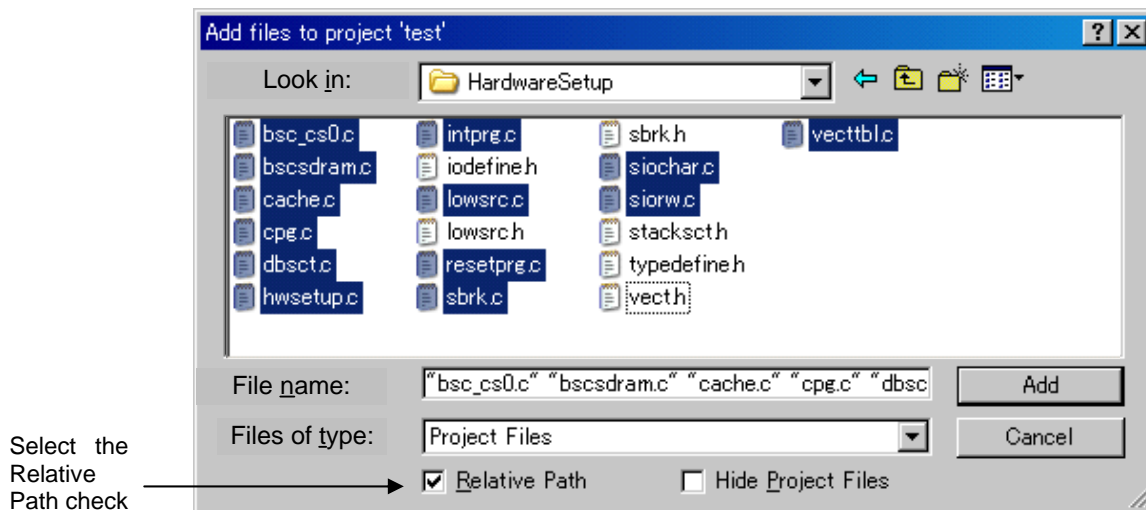 Add files to project 'test'
Look in:
HardwareSetup
bsc_cs0.c
bscsdram.c
cache.c
cpg.c
dbsct.c
hwsetup.c
intprg.c
iodefine.h
lowsrc.c
lowsrc.h
resetprg.c
sbrk.c
sbrk.h
siochar.c
siorw.c
stacksct.h
typedefine.h
vect.h
vecttbl.c
File name:
"bsc_cs0.c" "bscsdram.c" "cache.c" "cpg.c" "dbsc
Add
Files of type:
Project Files
Cancel
Select the
Relative
Path check
Relative Path
Hide Project Files